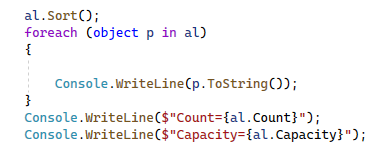 al.Sort();
foreach (object p in al)
{
Console.WriteLine(p.ToString());
}
Console.WriteLine($"Count={al.Count}");
Console.WriteLine($"Capacity={al.Capacity}");